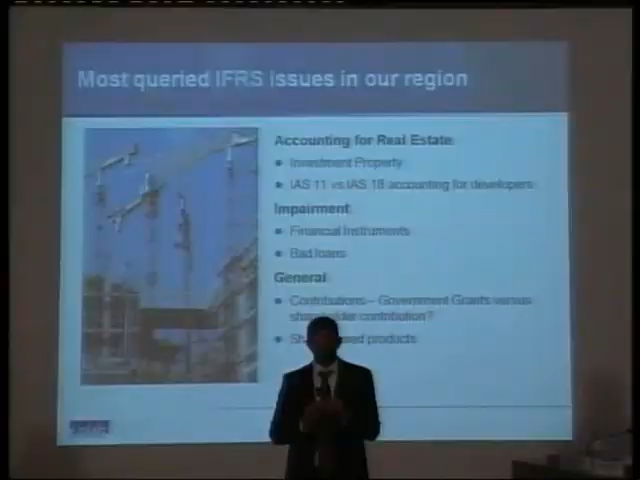 Most queried IFRS issues in our region
Accounting for Real Estate
Investment Property
IAS 11 vs IAS 18 accounting for developers
Impairment
Financial Instruments
Bad loans
General
Contributions – Government Grants versus
shareholder contribution?
products